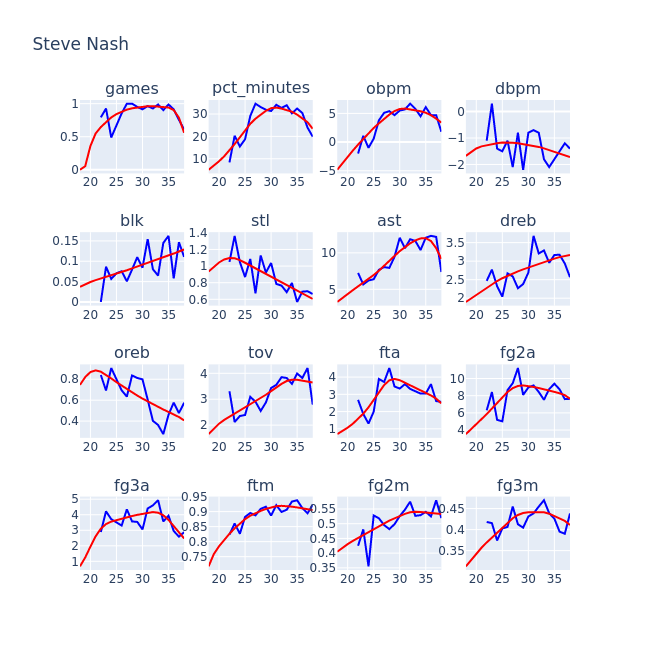 Steve Nash
games pct_minutes obpm dbpm
1
0.5
0
20 25 30 35
30
20
10
20 25 30 35
5
0
−5
20 25 30 35
0
−1
−2
20 25 30 35
blk stl ast dreb
0.15
0.1
0.05
0
20 25 30 35
1.4
1.2
1
0.8
0.6
20 25 30 35
10
5
20 25 30 35
3.5
3
2.5
2
20 25 30 35
oreb tov fta fg2a
0.8
0.6
0.4
20 25 30 35
4
3
2
20 25 30 35
4
3
2
1
20 25 30 35
10
8
6
4
20 25 30 35
fg3a ftm fg2m fg3m
5
4
3
2
1
20 25 30 35
0.95
0.9
0.85
0.8
0.75
20 25 30 35
0.55
0.5
0.45
0.4
0.35
20 25 30 35
0.45
0.4
0.35
20 25 30 35